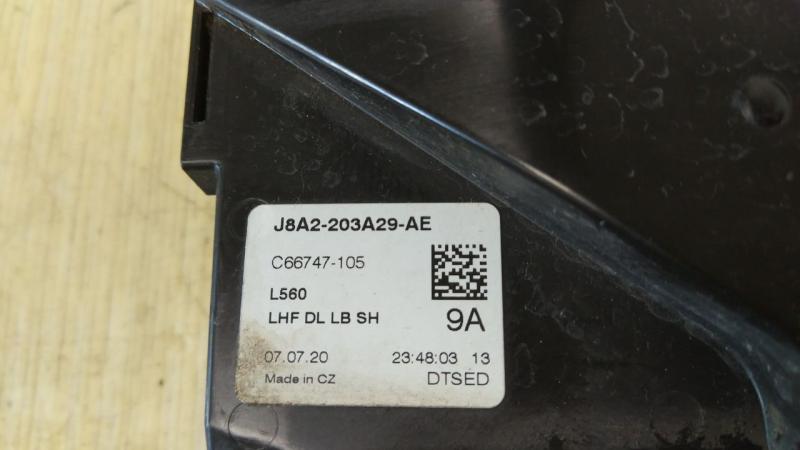 J8A2-203A29-AE
C66747-105
L560
LHF DL LB SH 9A
07.07.20 23:48:03 13
Made in CZ DTSED